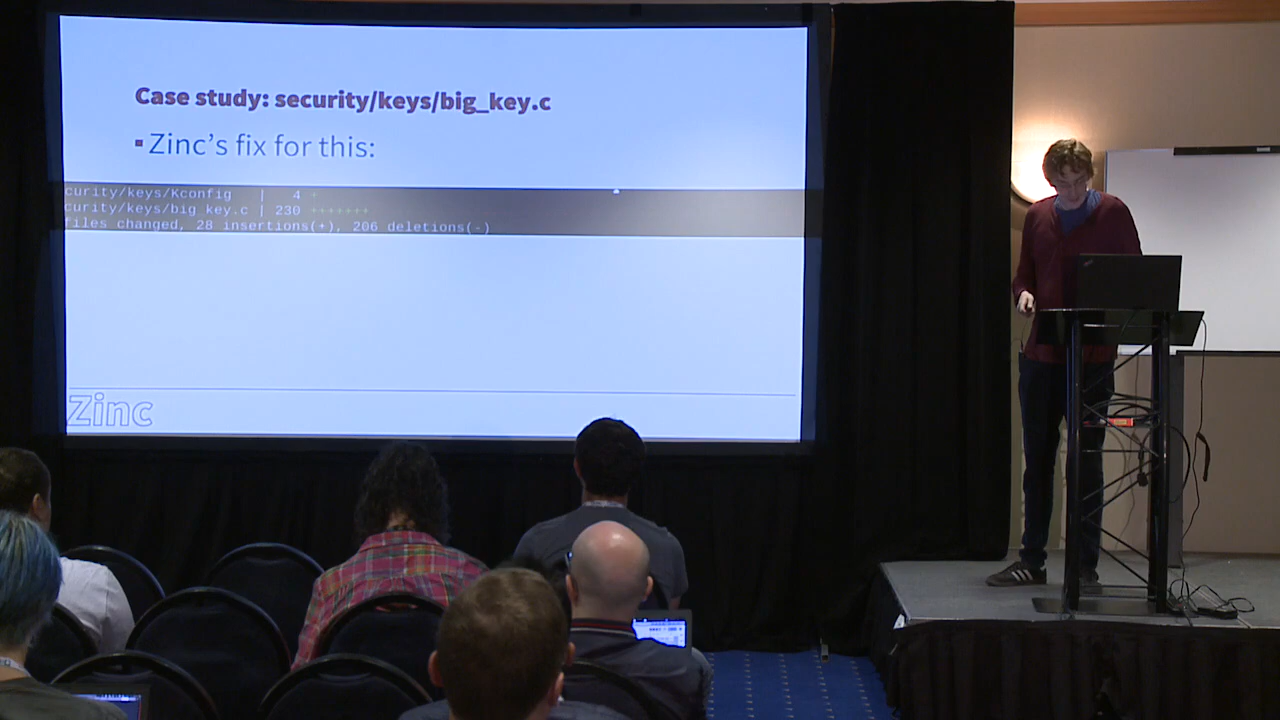 Case study: security/keys/big_key.c
▪Zinc's fix for this:
curity/keys/Kconfig | 4 +
curity/keys/big_key.c | 230 +++++++
files changed, 28 insertions(+), 206 deletions(-)
Zinc